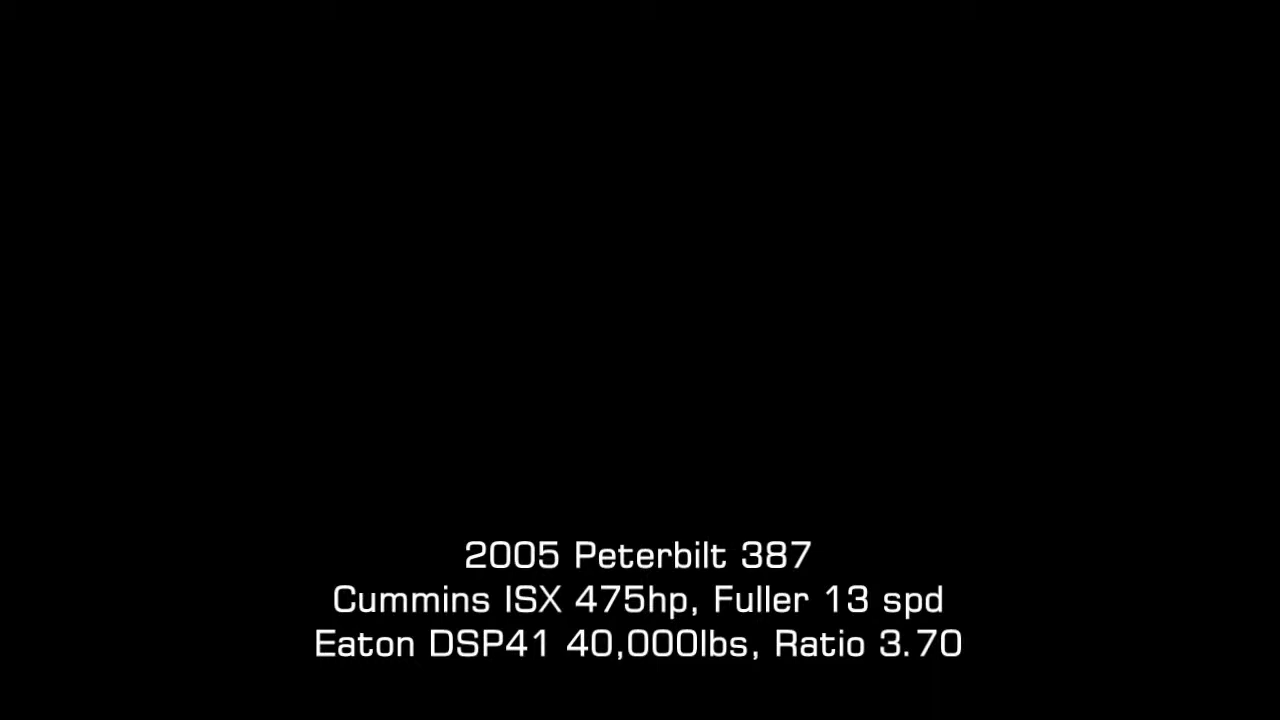 2005 Peterbilt 387
Cummins ISX 475hp, Fuller 13 spd
Eaton DSP41 40,000lbs, Ratio 3.70